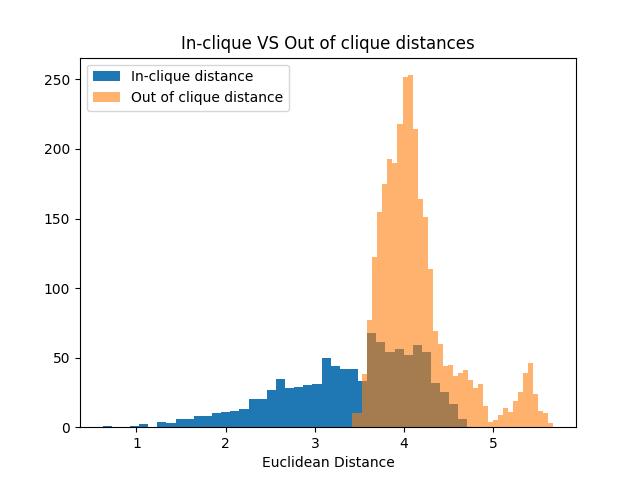 In-clique VS Out of clique distances
In-clique distance
Out of clique distance
250
200
150
100
50
0
1 2 3 4 5
Euclidean Distance